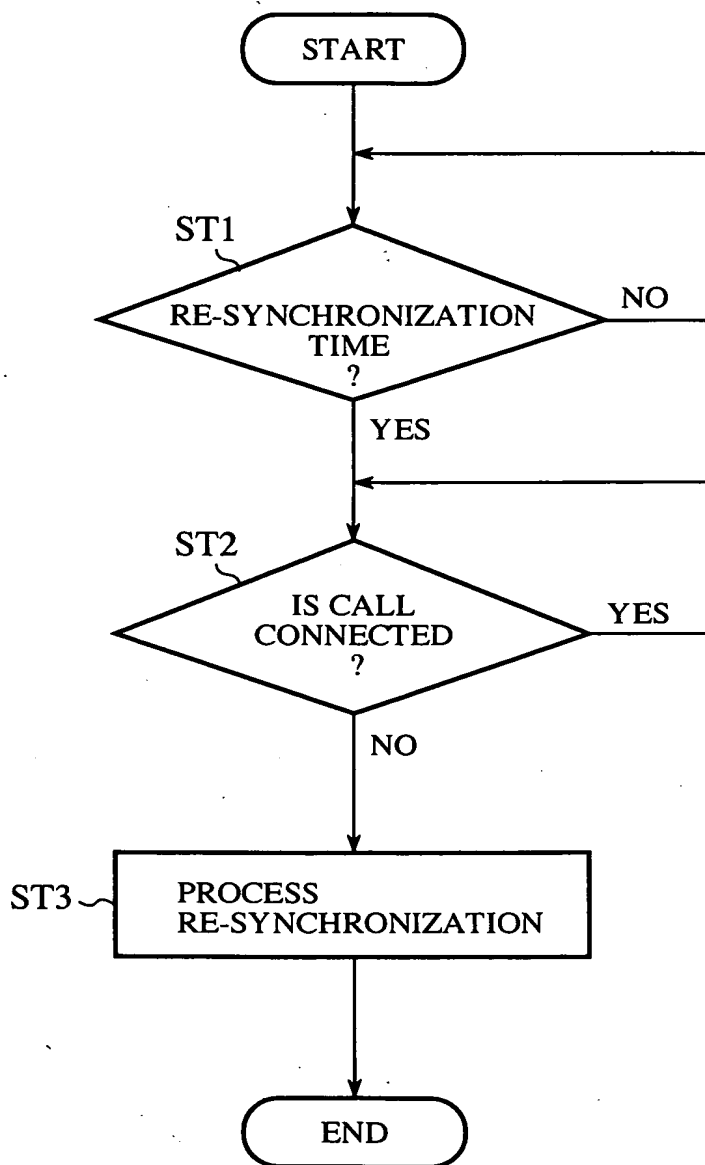 START
ST1
RE-SYNCHRONIZATION
TIME
?
NO
YES
ST2
IS CALL
CONNECTED
?
YES
NO
ST3
PROCESS
RE-SYNCHRONIZATION
END